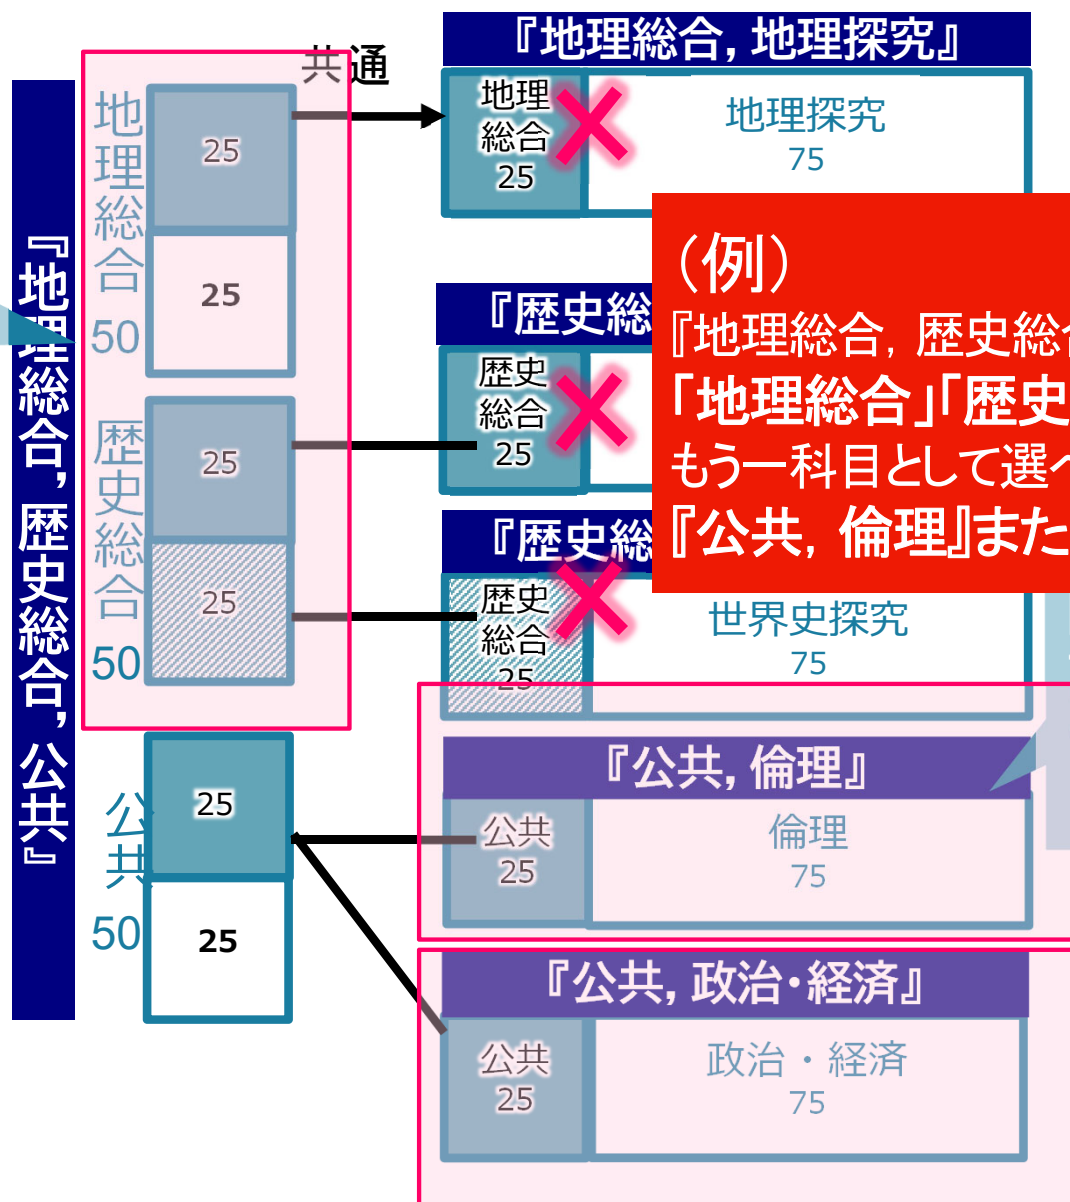 『地理総合, 歴史総合, 公共』
共通
地理総合
50
25
25
歴史総合
50
25
25
公共
50
25
25
『地理総合, 地理探究』
地理
総合
25
地理探究
75
『歴史総
歴史
総合
25
『歴史総
歴史
総合
25
世界史探究
75
『公共, 倫理』
公共
25
倫理
75
『公共, 政治・経済』
公共
25
政治・経済
75
（例）
『地理総合, 歴史総
「地理総合」「歴史
もう一科目として選
『公共, 倫理』また